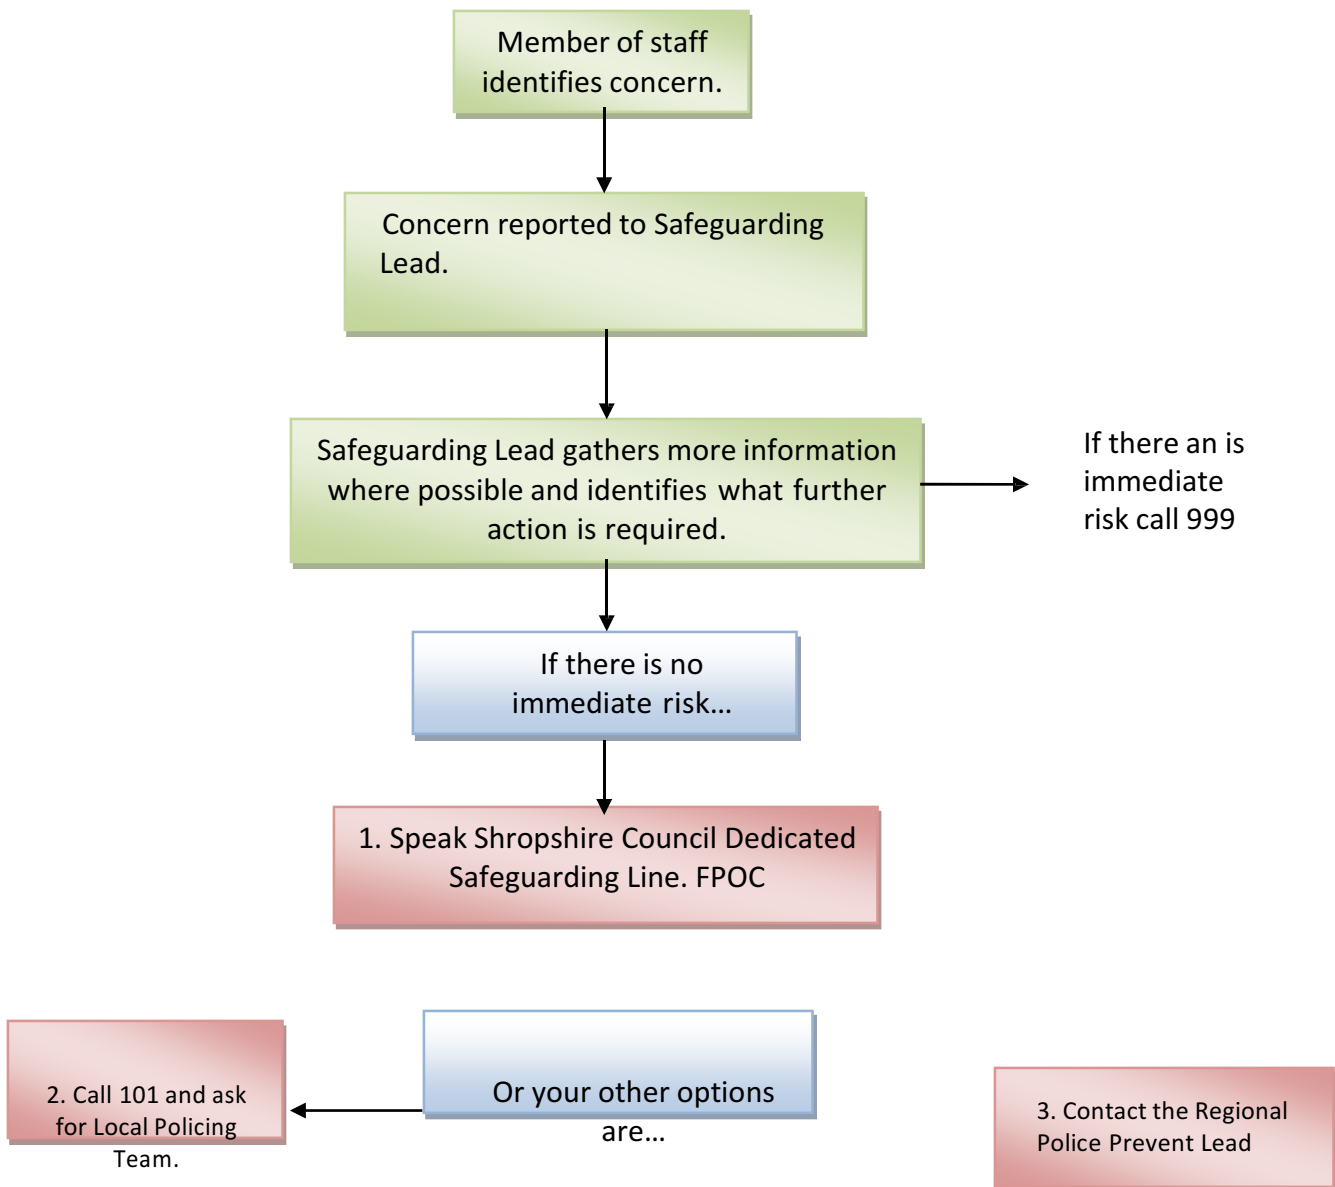 Member of staff
identifies concern.
Concern reported to Safeguarding
Lead.
Safeguarding Lead gathers more information
where possible and identifies what further
action is required.
If there an is
immediate
risk call 999
If there is no
immediate risk...
1. Speak Shropshire Council Dedicated
Safeguarding Line. FPOC
Or your other options
are...
2. Call 101 and ask
for Local Policing
Team.
3. Contact the Regional
Police Prevent Lead